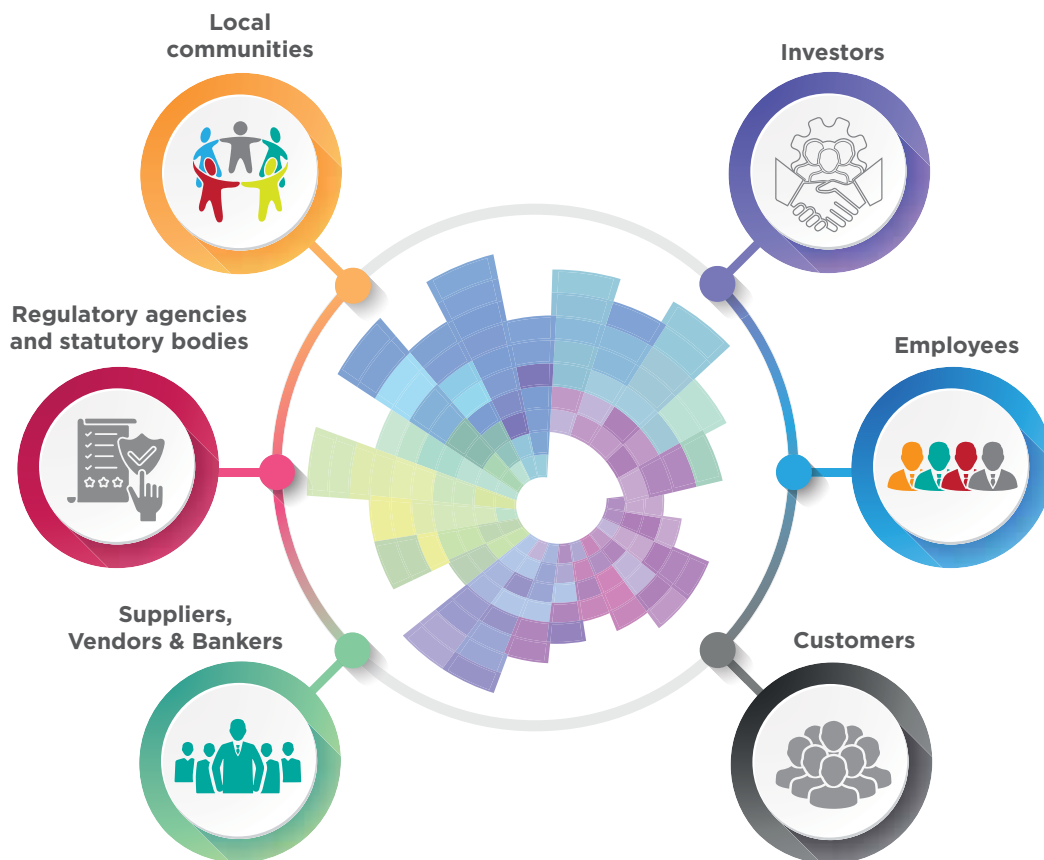 Local
communities
Investors
Regulatory agencies
and statutory bodies
Employees
Suppliers,
Vendors & Bankers
Customers